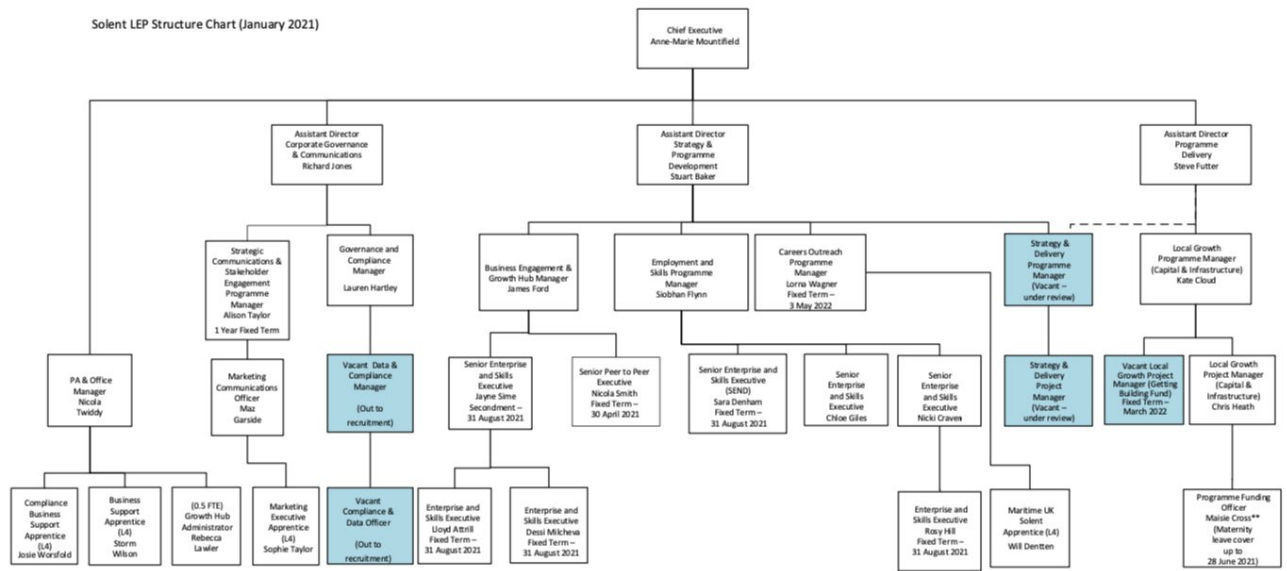 Solent LEP Structure Chart (January 2021)
Chief Executive
Anne-Marie Mountifield
Assistant Director
Corporate Governance
& Communications
Richard Jones
Assistant Director
Strategy &
Programme
Development
Stuart Baker
Assistant Director
Programme
Delivery
Steve Futter
Strategic
Communications &
Stakeholder
Engagement
Programme
Manager
Alison Taylor
1 Year Fixed Term
Governance and
Compliance
Manager
Lauren Hartley
Business Engagement &
Growth Hub Manager
James Ford
Employment and
Skills Programme
Manager
Siobhan Flynn
Careers Outreach
Programme
Manager
Lorna Wagner
Fixed Term –
3 May 2022
Strategy &
Delivery
Programme
Manager
(Vacant –
under review)
Local Growth
Programme Manager
(Capital & Infrastructure)
Kate Cloud
PA & Office
Manager
Nicola
Twiddy
Marketing
Communications
Officer
Maz
Garside
Vacant Data &
Compliance
Manager
(Out to
recruitment)
Senior Enterprise
and Skills
Executive
Jayne Sime
Secondment –
31 August 2021
Senior Peer to Peer
Executive
Nicola Smith
Fixed Term –
30 April 2021
Senior Enterprise and
Skills Executive
(SEND)
Sara Denham
Fixed Term –
31 August 2021
Senior
Enterprise
and Skills
Executive
Chloe Giles
Senior
Enterprise
and Skills
Executive
Nicki Craven
Strategy &
Delivery
Project
Manager
(Vacant –
under review)
Vacant Local
Growth Project
Manager (Getting
Building Fund)
Fixed Term –
March 2022
Local Growth
Project Manager
(Capital &
Infrastructure)
Chris Heath
Compliance
Business
Support
Apprentice
(L4)
Josie Worsfold
Business
Support
Apprentice
(L4)
Storm
Wilson
(0.5 FTE)
Growth Hub
Administrator
Rebecca
Lawler
Marketing
Executive
Apprentice
(L4)
Sophie Taylor
Vacant
Compliance &
Data Officer
(Out to
recruitment)
Enterprise and
Skills Executive
Lloyd Attrill
Fixed Term –
31 August 2021
Enterprise and
Skills Executive
Dessi Milcheva
Fixed Term –
31 August 2021
Enterprise and
Skills Executive
Rosy Hill
Fixed Term –
31 August 2021
Maritime UK
Solent
Apprentice (L4)
Will Dentten
Programme Funding
Officer
Maisie Cross**
(Maternity
leave cover
up to
28 June 2021)